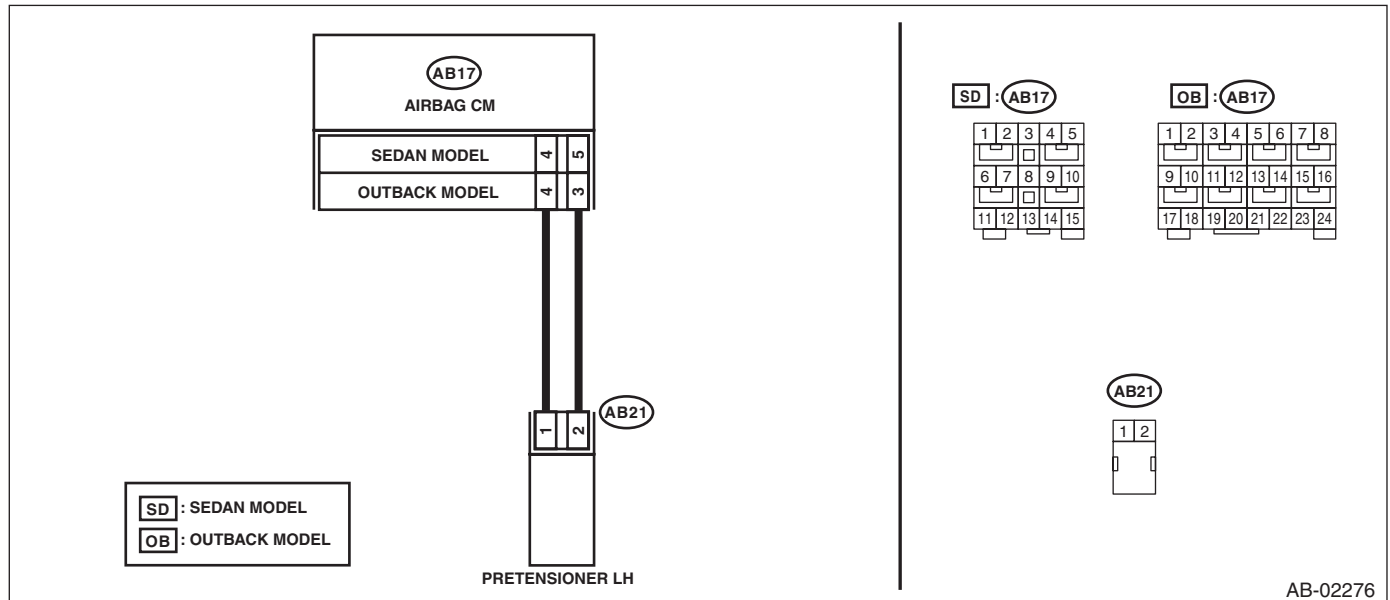 AB17
AIRBAG CM
SEDAN MODEL 4 5
OUTBACK MODEL 4 3
AB21
1 2
PRETENSIONER LH
SD : SEDAN MODEL
OB : OUTBACK MODEL
SD : AB17
1 2 3 4 5
6 7 8 9 10
11 12 13 14 15
OB : AB17
1 2 3 4 5 6 7 8
9 10 11 12 13 14 15 16
17 18 19 20 21 22 23 24
AB21
1 2
AB-02276